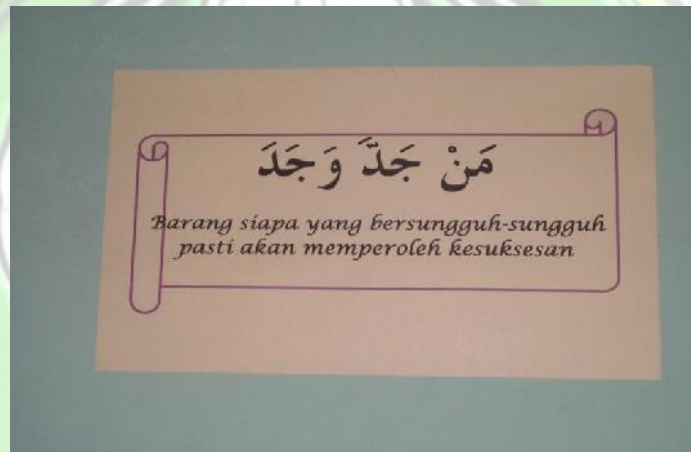 مَنْ جَدَّ وَجَدَ
Barang siapa yang bersungguh-sungguh
pasti akan memperoleh kesuksesan